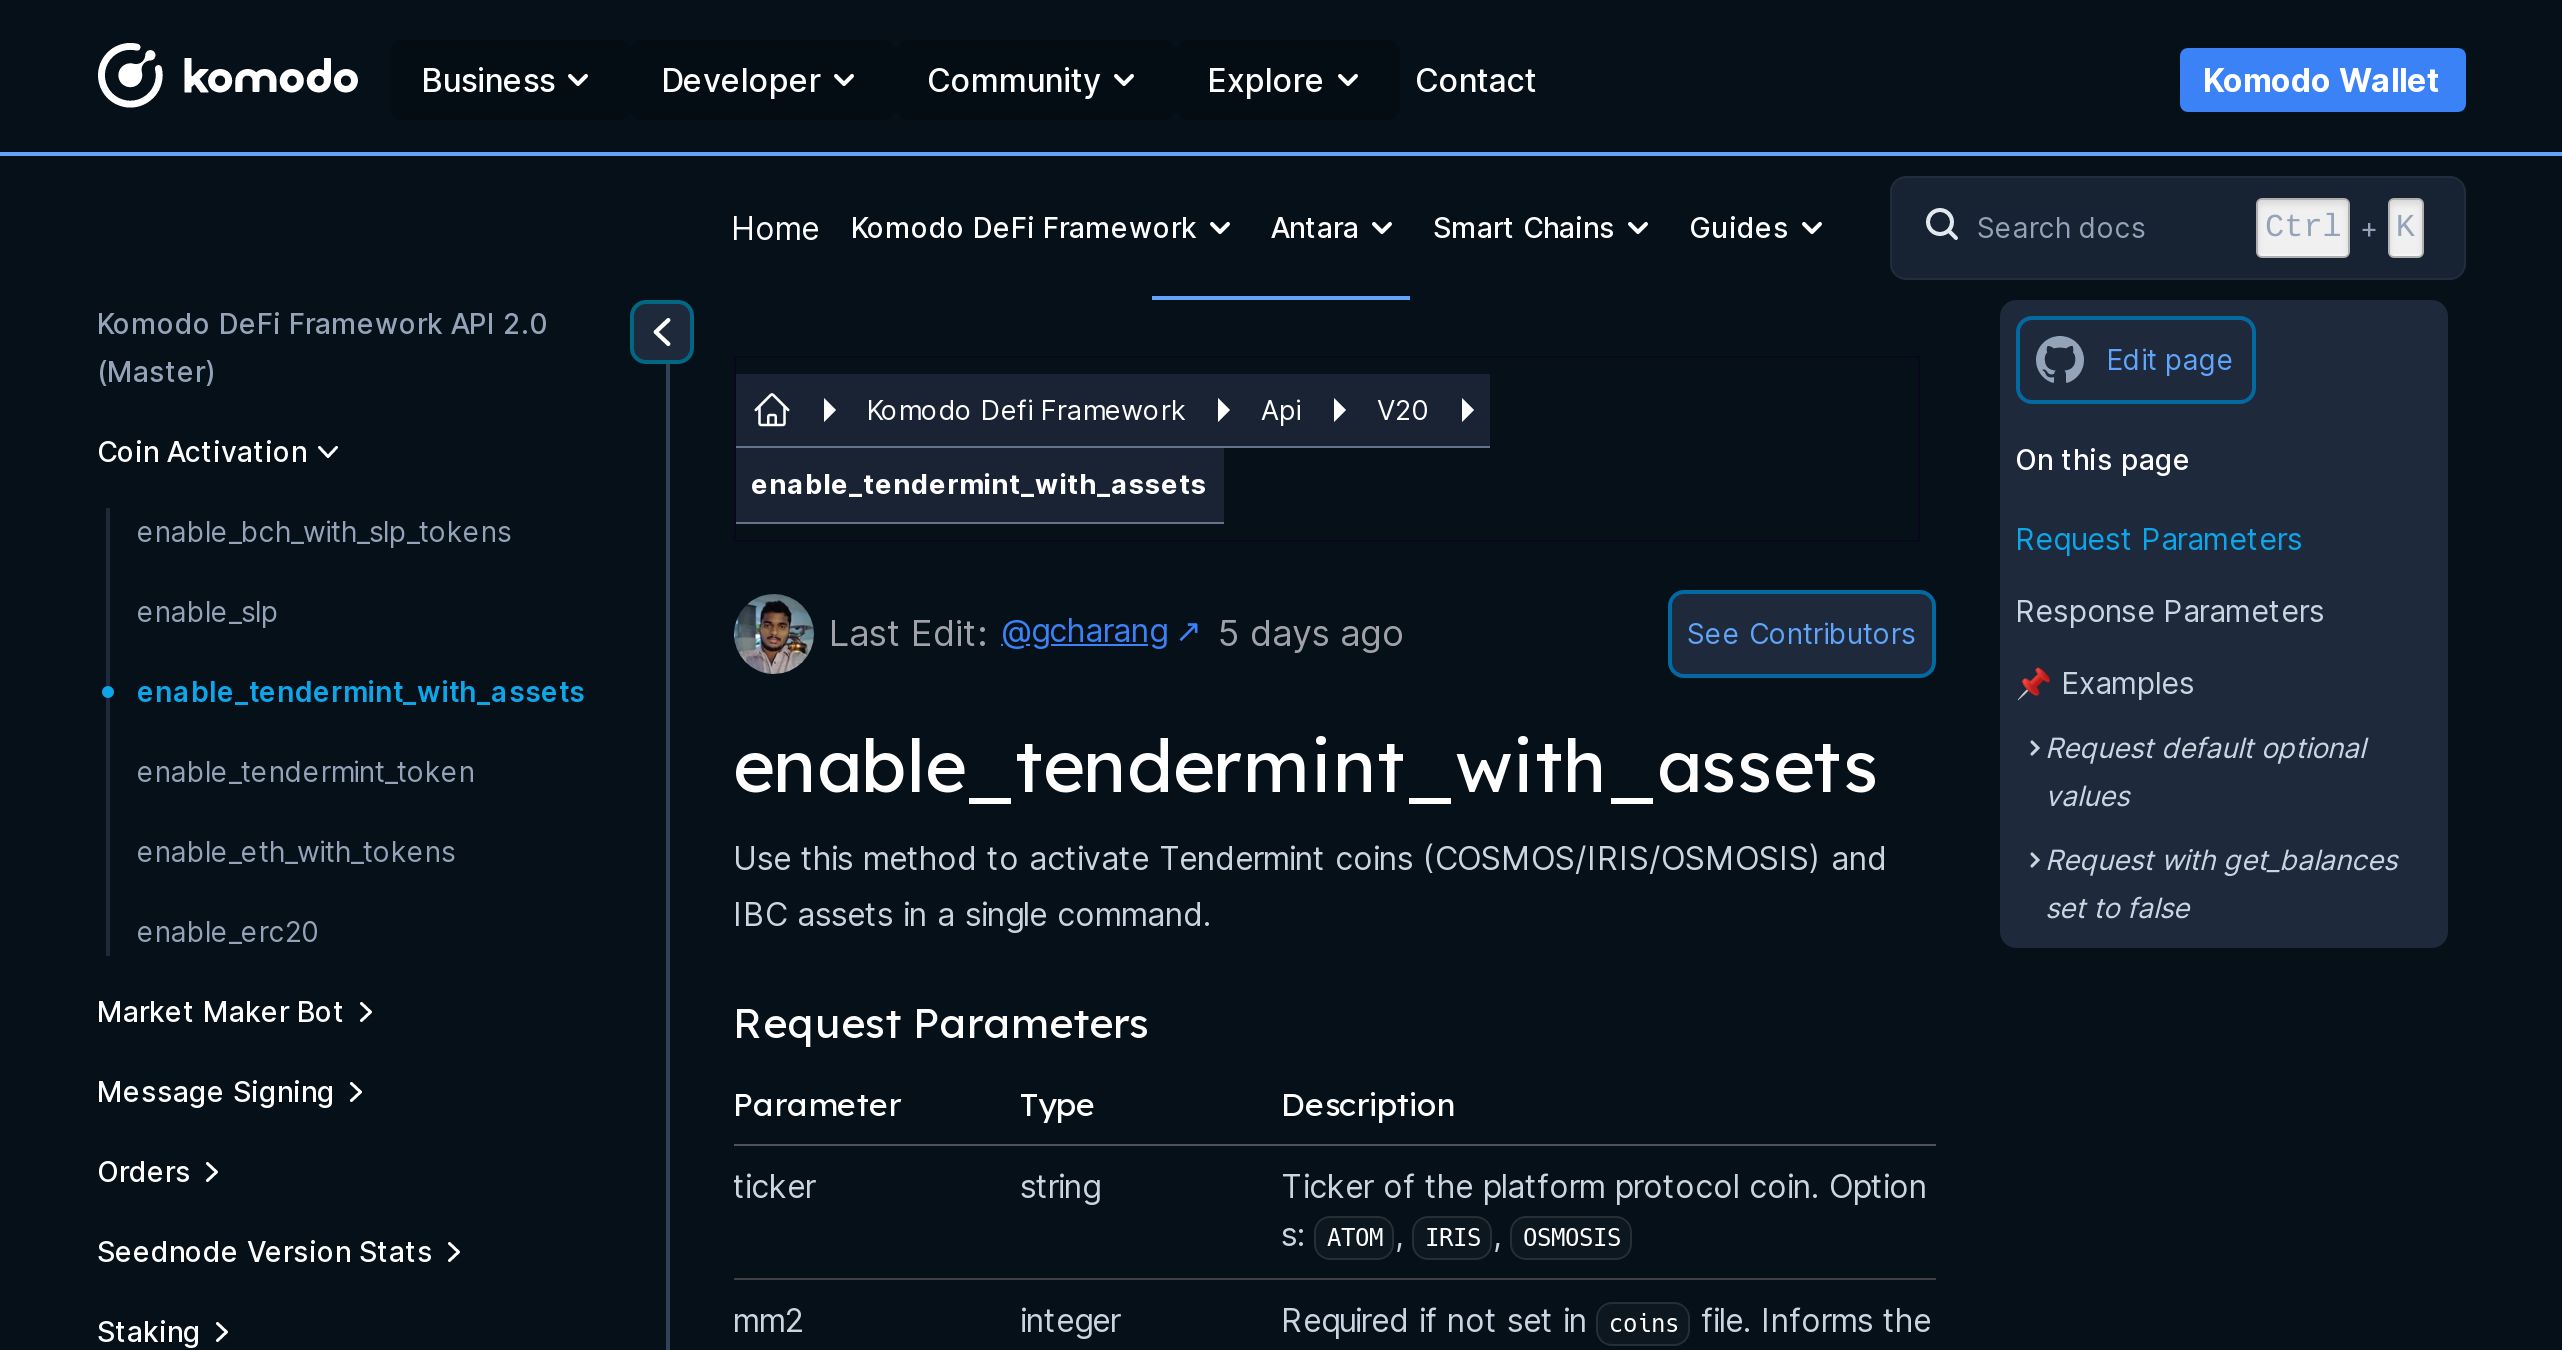 komodo
Business
Developer
Community
Explore
Contact
Komodo Wallet
Home
Komodo DeFi Framework
Antara
Smart Chains
Guides
Search docs
Ctrl + K
Komodo DeFi Framework API 2.0
(Master)
Coin Activation
enable_bch_with_slp_tokens
enable_slp
enable_tendermint_with_assets
enable_tendermint_token
enable_eth_with_tokens
enable_erc20
Market Maker Bot
Message Signing
Orders
Seednode Version Stats
Staking
Komodo Defi Framework
Api
V20
enable_tendermint_with_assets
Last Edit: @gcharang ↗ 5 days ago
See Contributors
enable_tendermint_with_assets
Use this method to activate Tendermint coins (COSMOS/IRIS/OSMOSIS) and
IBC assets in a single command.
Request Parameters
Parameter Type Description
ticker string Ticker of the platform protocol coin. Option
s: ATOM, IRIS, OSMOSIS
mm2 integer Required if not set in coins file. Informs the
Edit page
On this page
Request Parameters
Response Parameters
📌 Examples
Request default optional
values
Request with get_balances
set to false